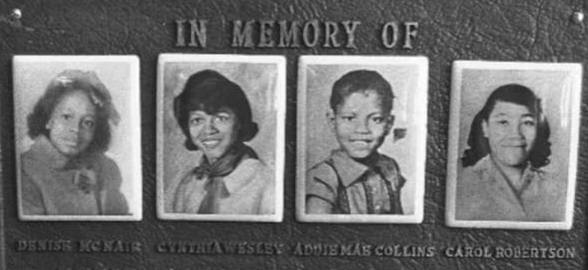 IN MEMORY OF
DENISE MCNAIR CYNTHIA WESLEY ADDIE MAE COLLINS CAROL ROBERTSON